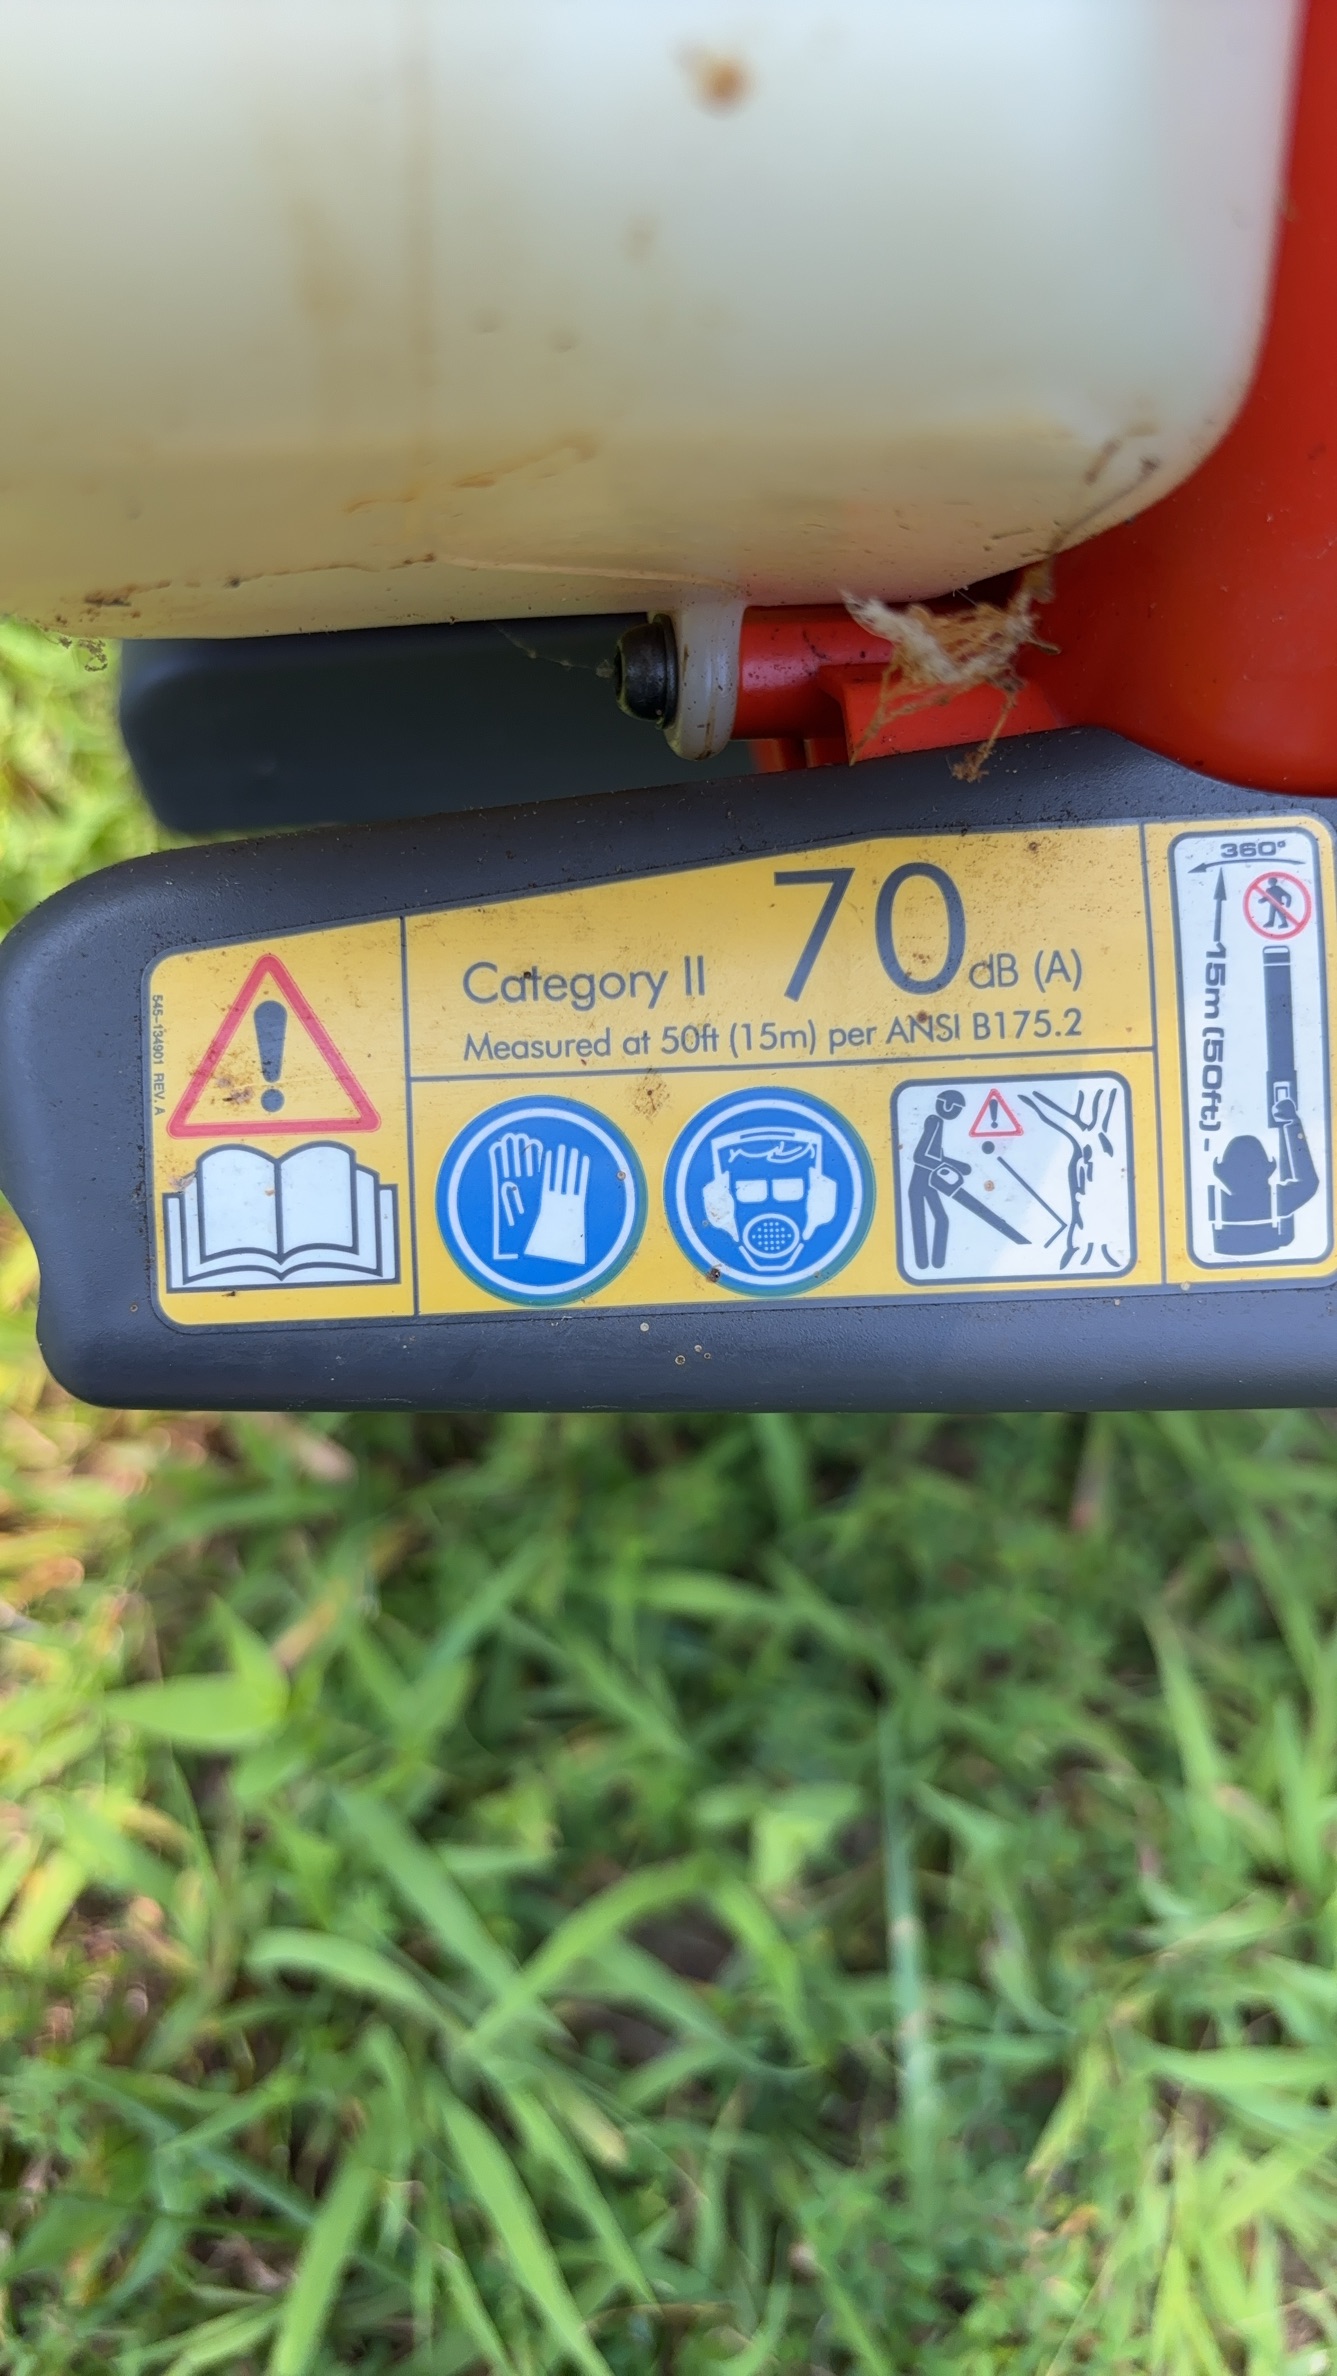 545-134901 REV. A
Category II 70 dB (A)
Measured at 50ft (15m) per ANSI B175.2
360°
15m (50ft)